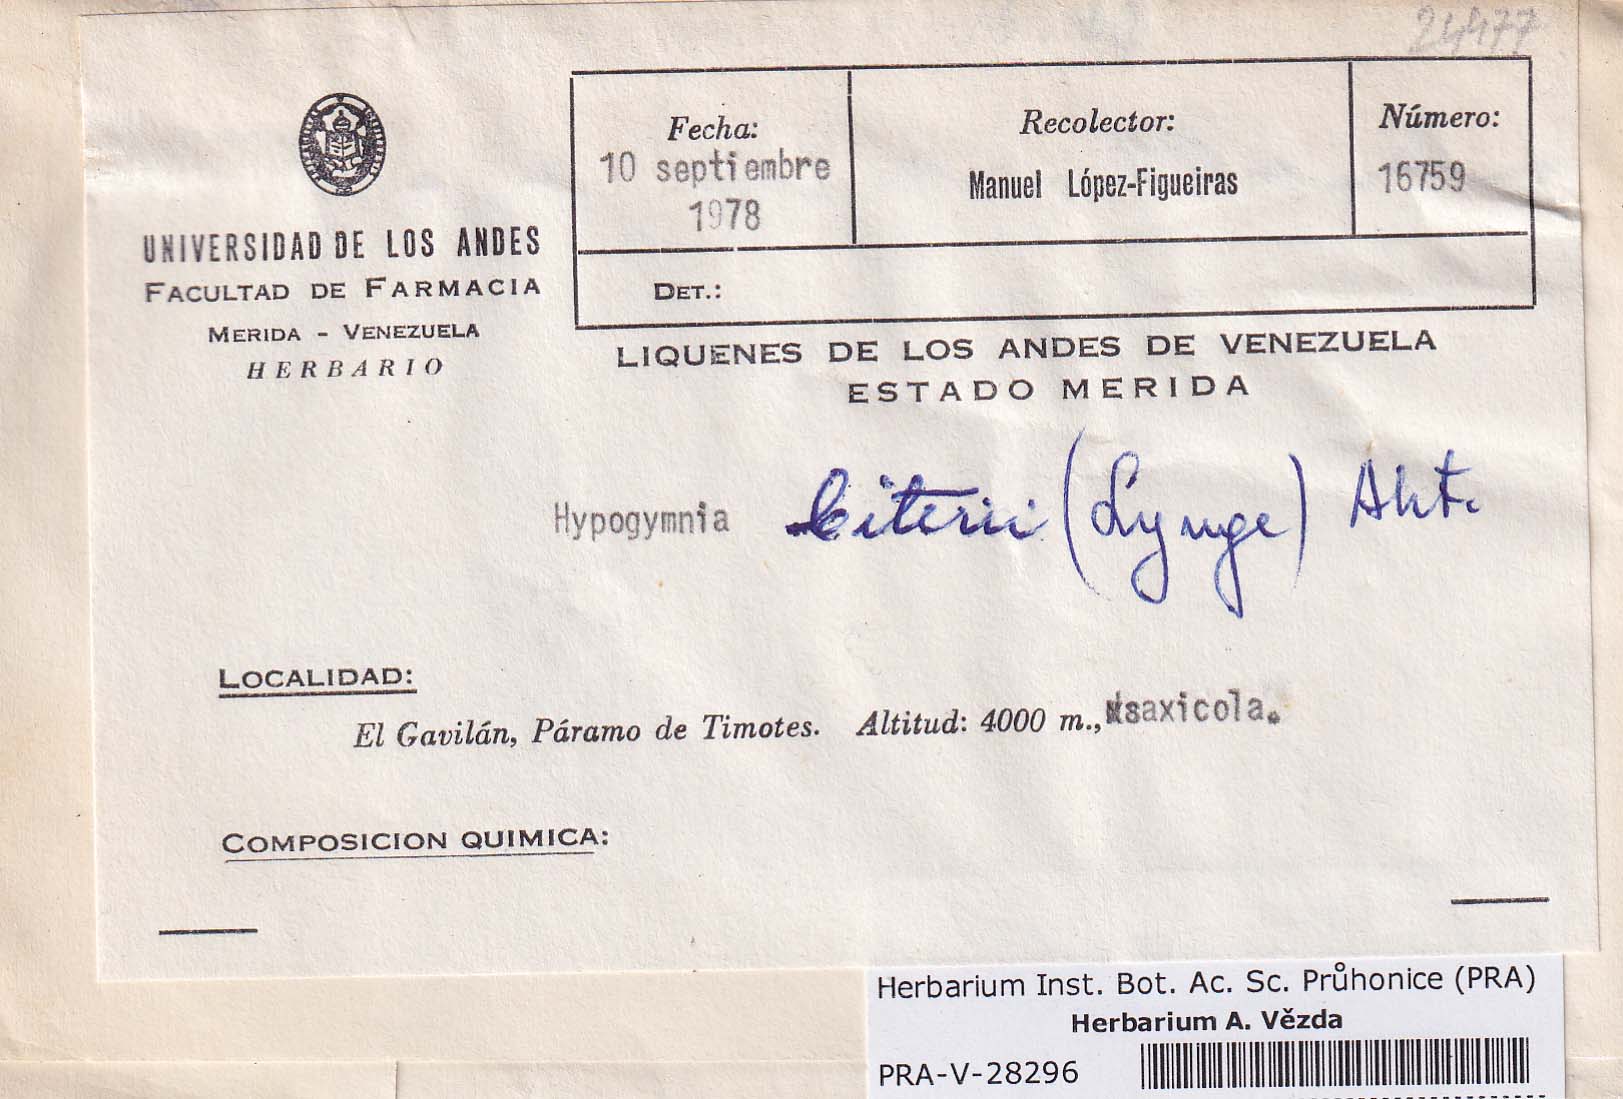 24477
Fecha:
10 septiembre
1978
Recolector:
Manuel López-Figueiras
Número:
16759
DET.:
UNIVERSIDAD DE LOS ANDES
FACULTAD DE FARMACIA
MERIDA - VENEZUELA
HERBARIO
LIQUENES DE LOS ANDES DE VENEZUELA
ESTADO MERIDA
Hypogymnia bitteri (Lynge) Aht.
LOCALIDAD:
El Gavilán, Páramo de Timotes. Altitud: 4000 m., saxicola.
COMPOSICION QUIMICA:
Herbarium Inst. Bot. Ac. Sc. Průhonice (PRA)
Herbarium A. Vězda
PRA-V-28296